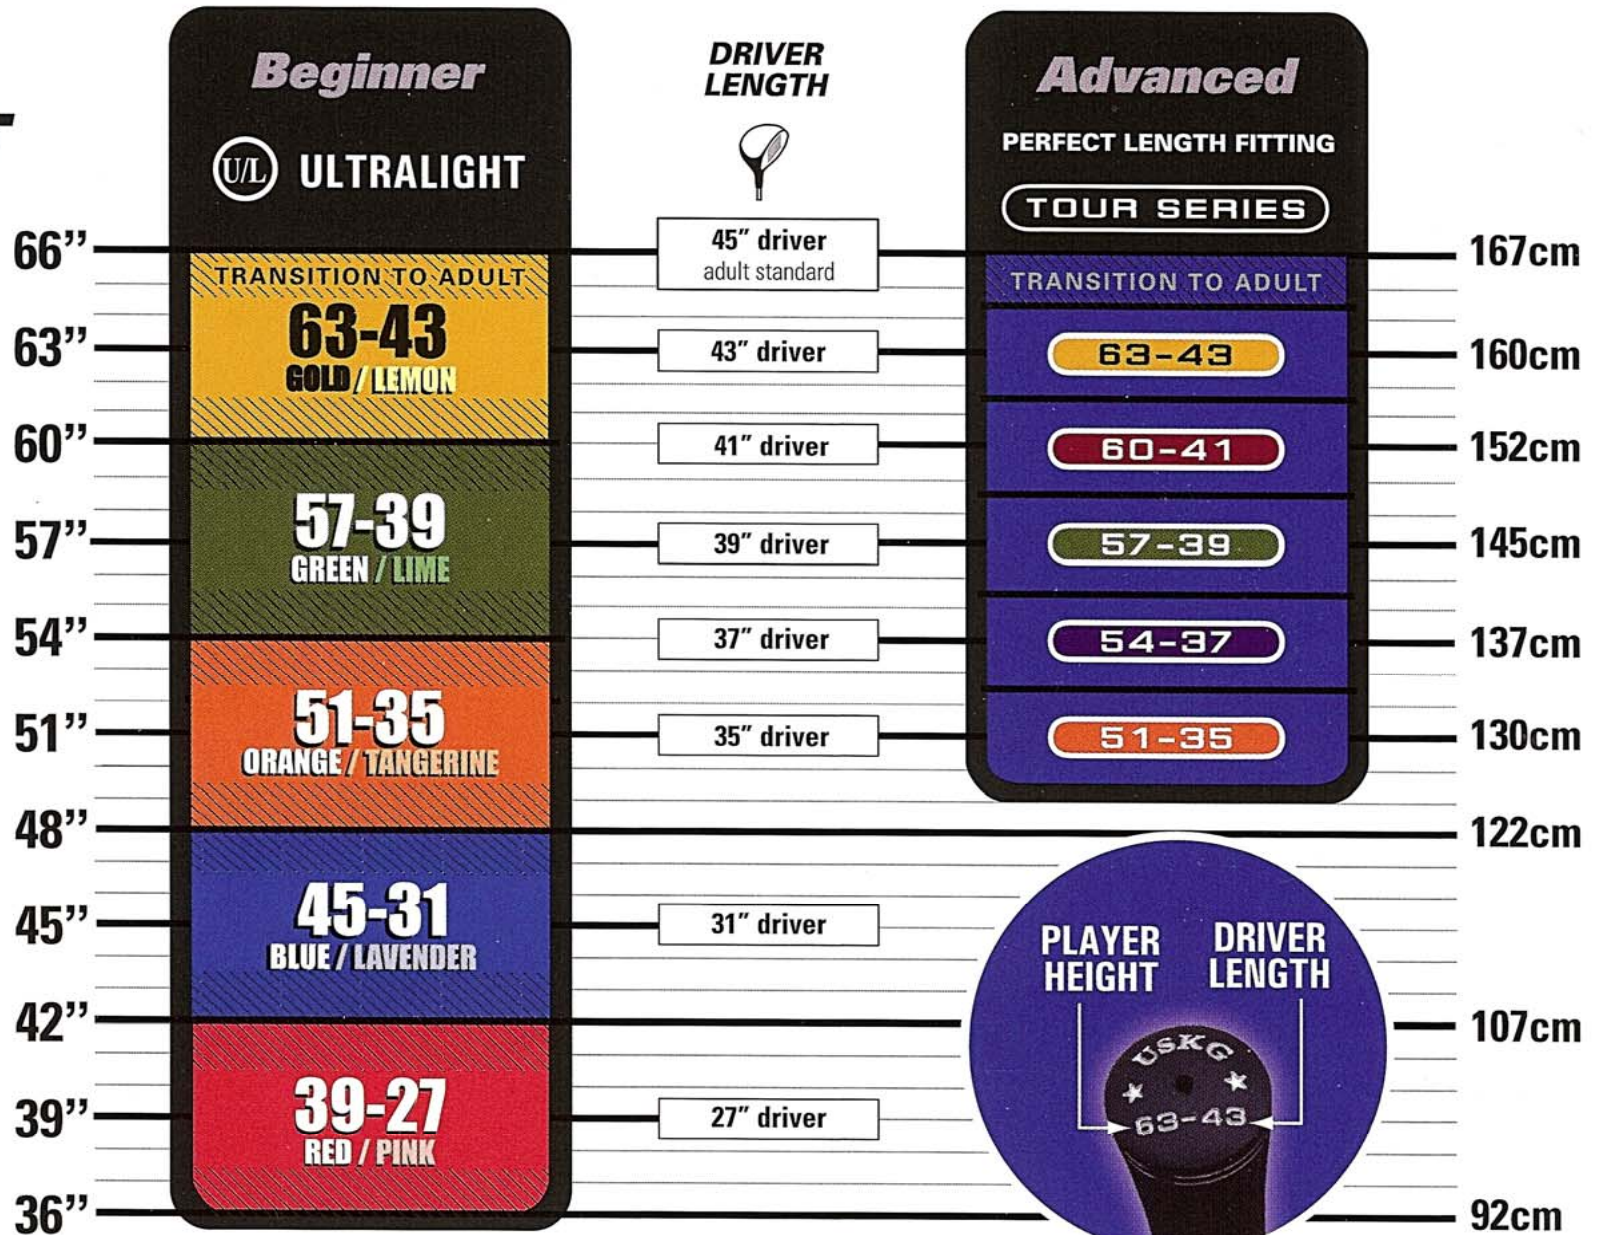 Beginner
U/L ULTRALIGHT
DRIVER
LENGTH
Advanced
PERFECT LENGTH FITTING
TOUR SERIES
66”
63”
60”
57”
54”
51”
48”
45”
42”
39”
36”
TRANSITION TO ADULT
63-43
GOLD / LEMON
57-39
GREEN / LIME
51-35
ORANGE / TANGERINE
45-31
BLUE / LAVENDER
39-27
RED / PINK
45” driver
adult standard
43” driver
41” driver
39” driver
37” driver
35” driver
31” driver
27” driver
TRANSITION TO ADULT
63-43
60-41
57-39
54-37
51-35
167cm
160cm
152cm
145cm
137cm
130cm
122cm
107cm
92cm
PLAYER
HEIGHT
DRIVER
LENGTH
USKG
63-43